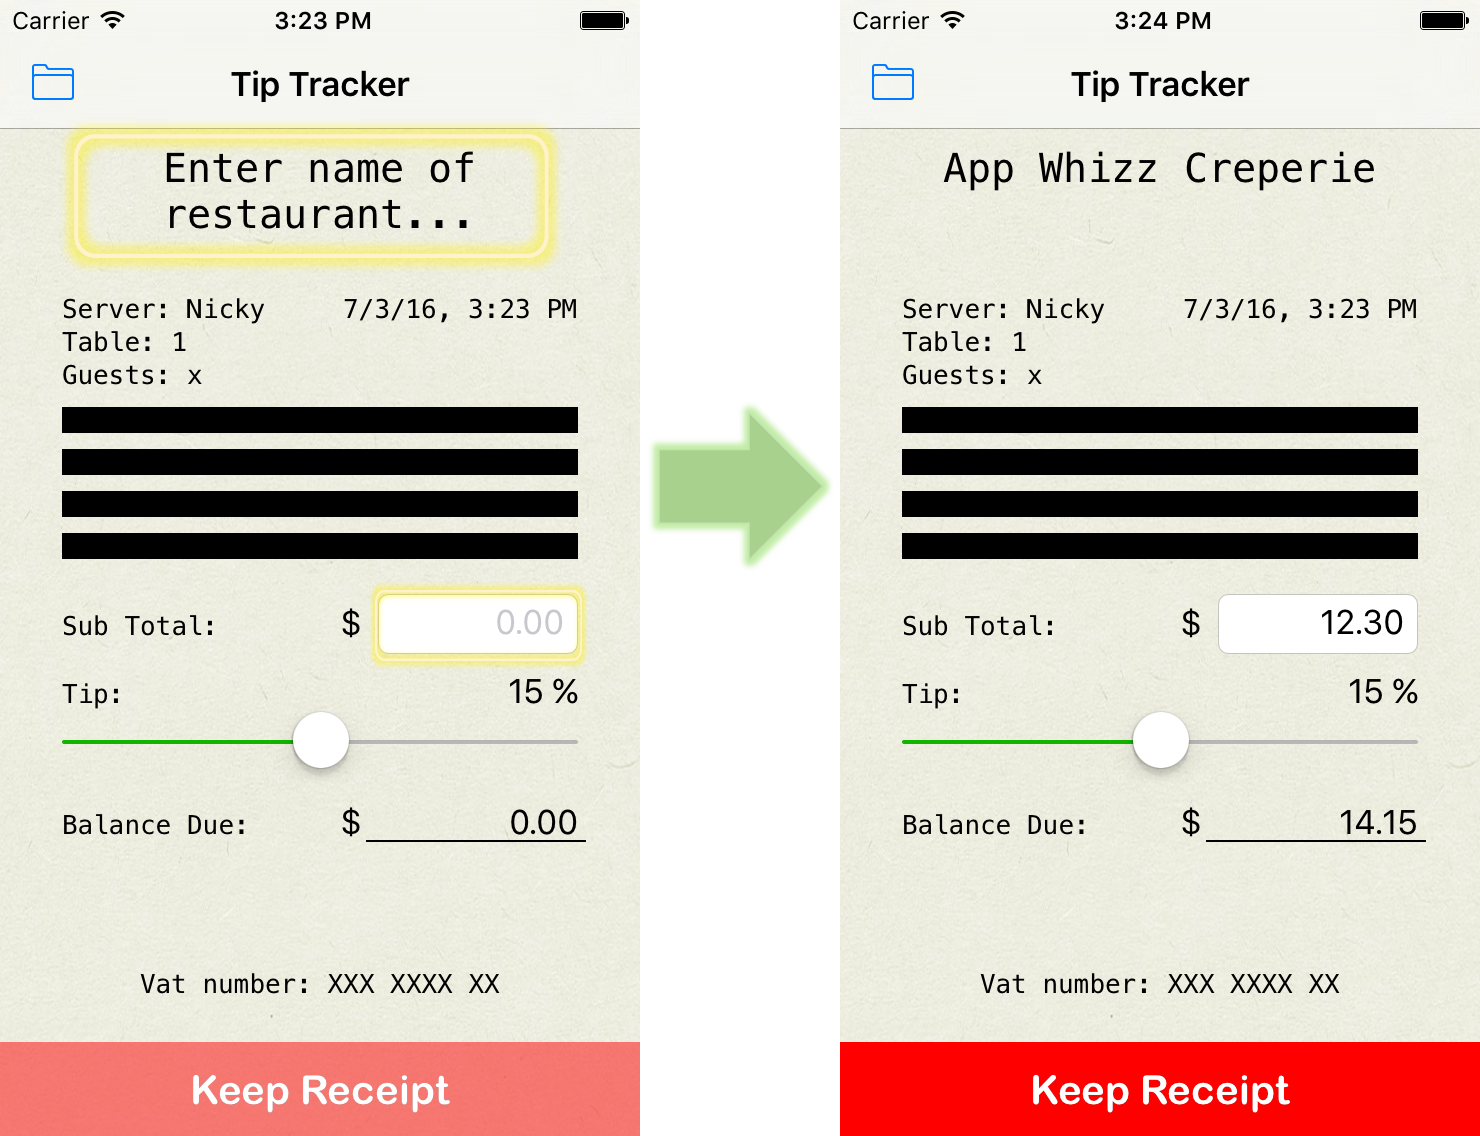 Carrier 3:23 PM
Tip Tracker
Enter name of
restaurant...
Server: Nicky 7/3/16, 3:23 PM
Table: 1
Guests: x
Sub Total: $ 0.00
Tip: 15 %
Balance Due: $ 0.00
Vat number: XXX XXXX XX
Keep Receipt
Carrier 3:24 PM
Tip Tracker
App Whizz Creperie
Server: Nicky 7/3/16, 3:23 PM
Table: 1
Guests: x
Sub Total: $ 12.30
Tip: 15 %
Balance Due: $ 14.15
Vat number: XXX XXXX XX
Keep Receipt